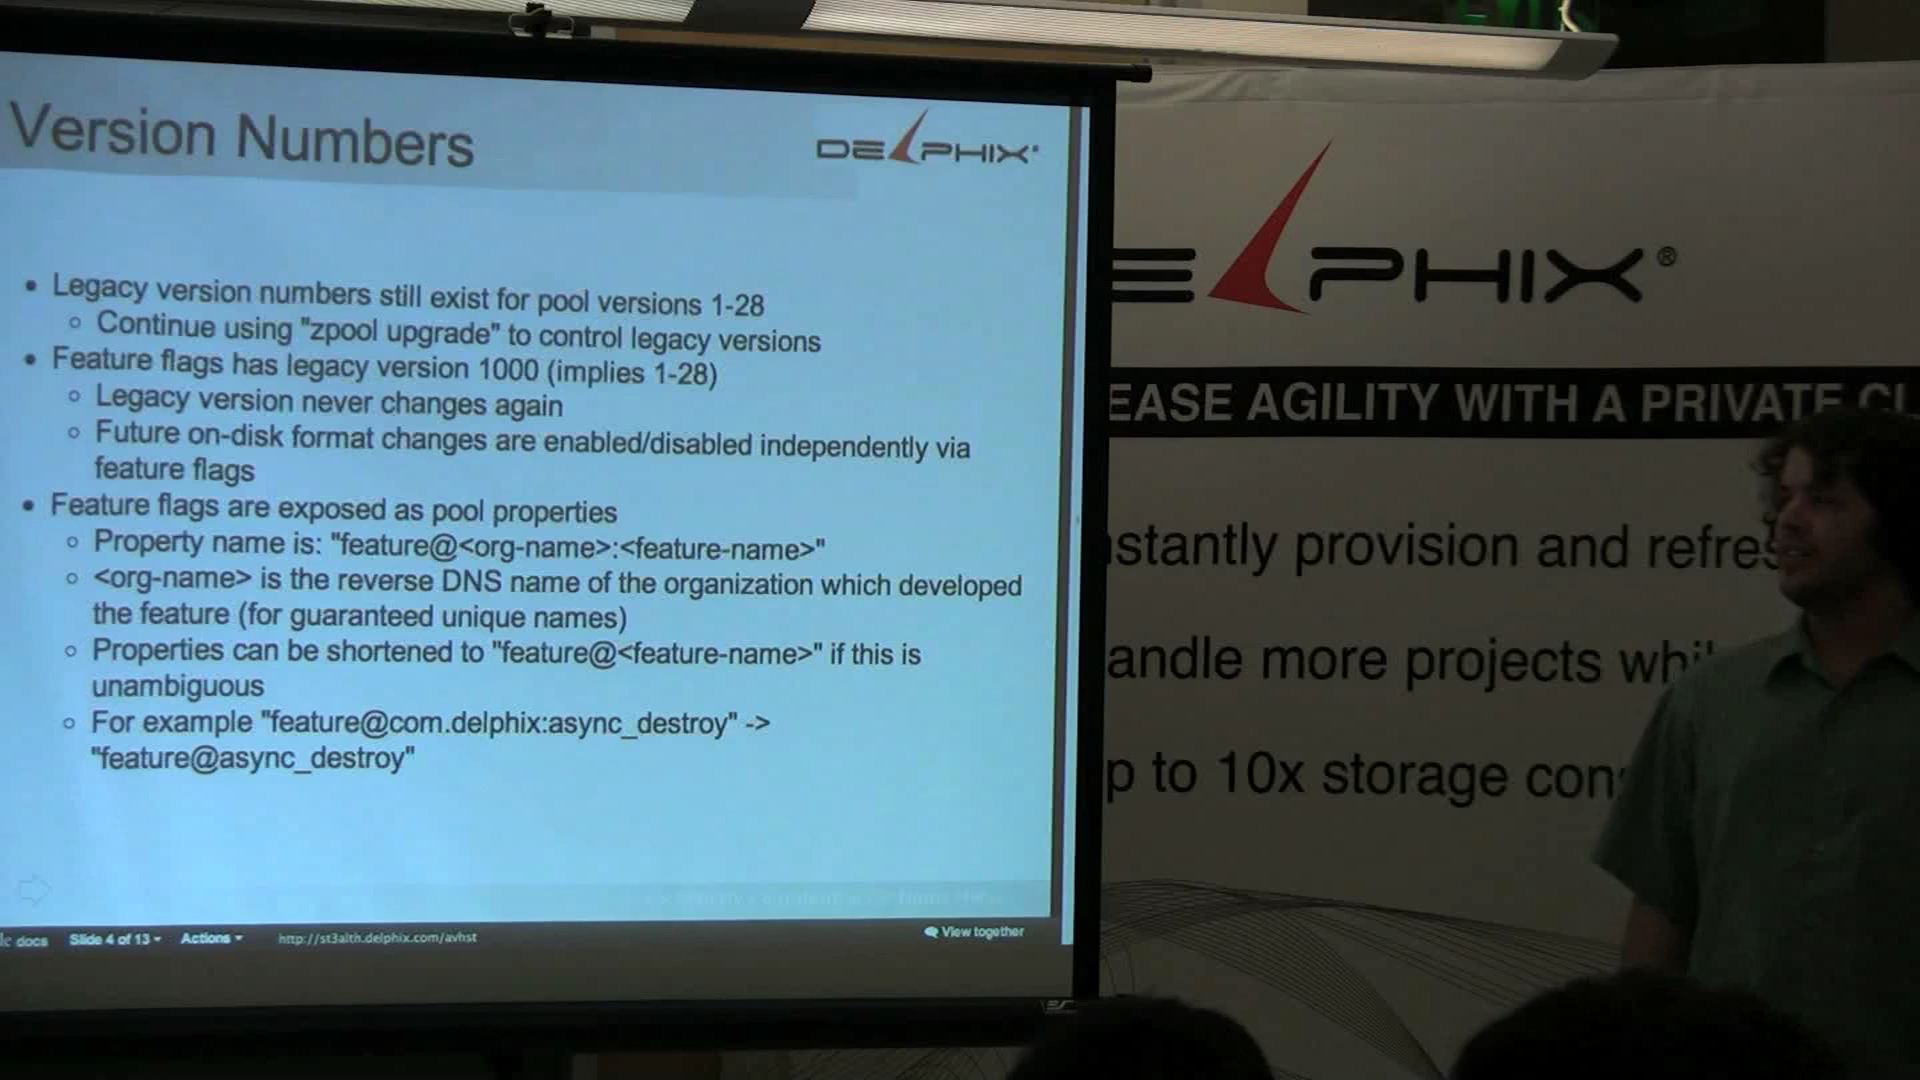 Version Numbers
DELPHIX
• Legacy version numbers still exist for pool versions 1-28
○ Continue using "zpool upgrade" to control legacy versions
• Feature flags has legacy version 1000 (implies 1-28)
○ Legacy version never changes again
○ Future on-disk format changes are enabled/disabled independently via
feature flags
• Feature flags are exposed as pool properties
○ Property name is: "feature@<org-name>:<feature-name>"
○ <org-name> is the reverse DNS name of the organization which developed
the feature (for guaranteed unique names)
○ Properties can be shortened to "feature@<feature-name>" if this is
unambiguous
○ For example "feature@com.delphix:async_destroy" ->
"feature@async_destroy"
le docs Slide 4 of 13 Actions http://st3alth.delphix.com/avhst View together
ELPHIX®
EASE AGILITY WITH A PRIVATE CL
stantly provision and refres
andle more projects whil
p to 10x storage con